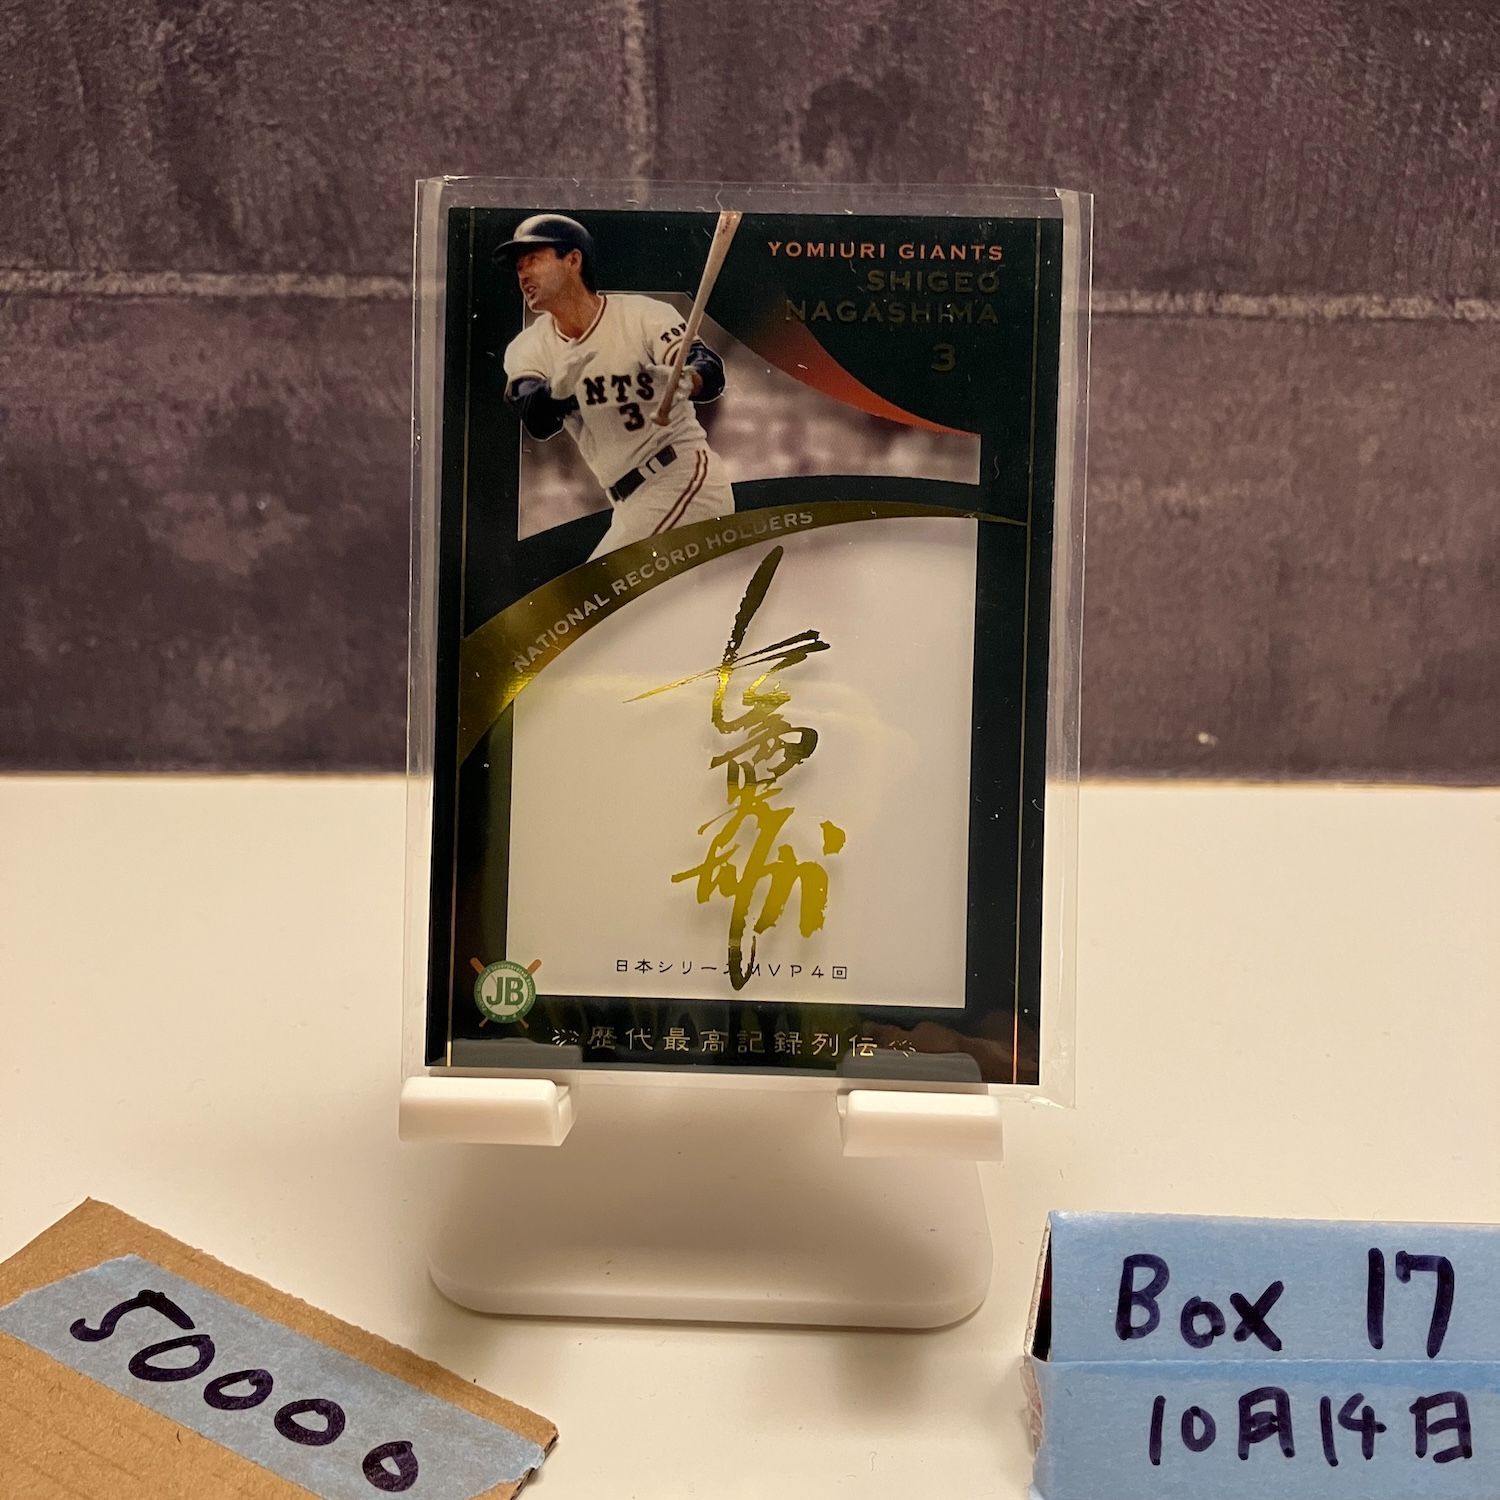 YOMIURI GIANTS
SHIGEO
NAGASHIMA
3
TOK
NTS
3
NATIONAL RECORD HOLDERS
日本シリーズMVP4回
JB
歴代最高記録列伝
50000
Box 17
10月14日